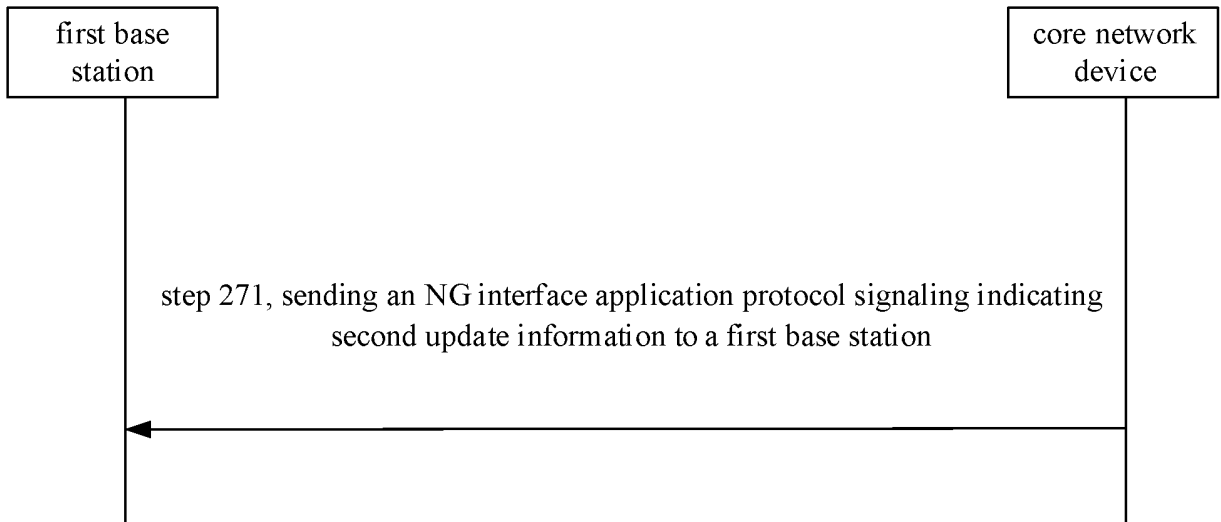 first base
station
core network
device
step 271, sending an NG interface application protocol signaling indicating
second update information to a first base station